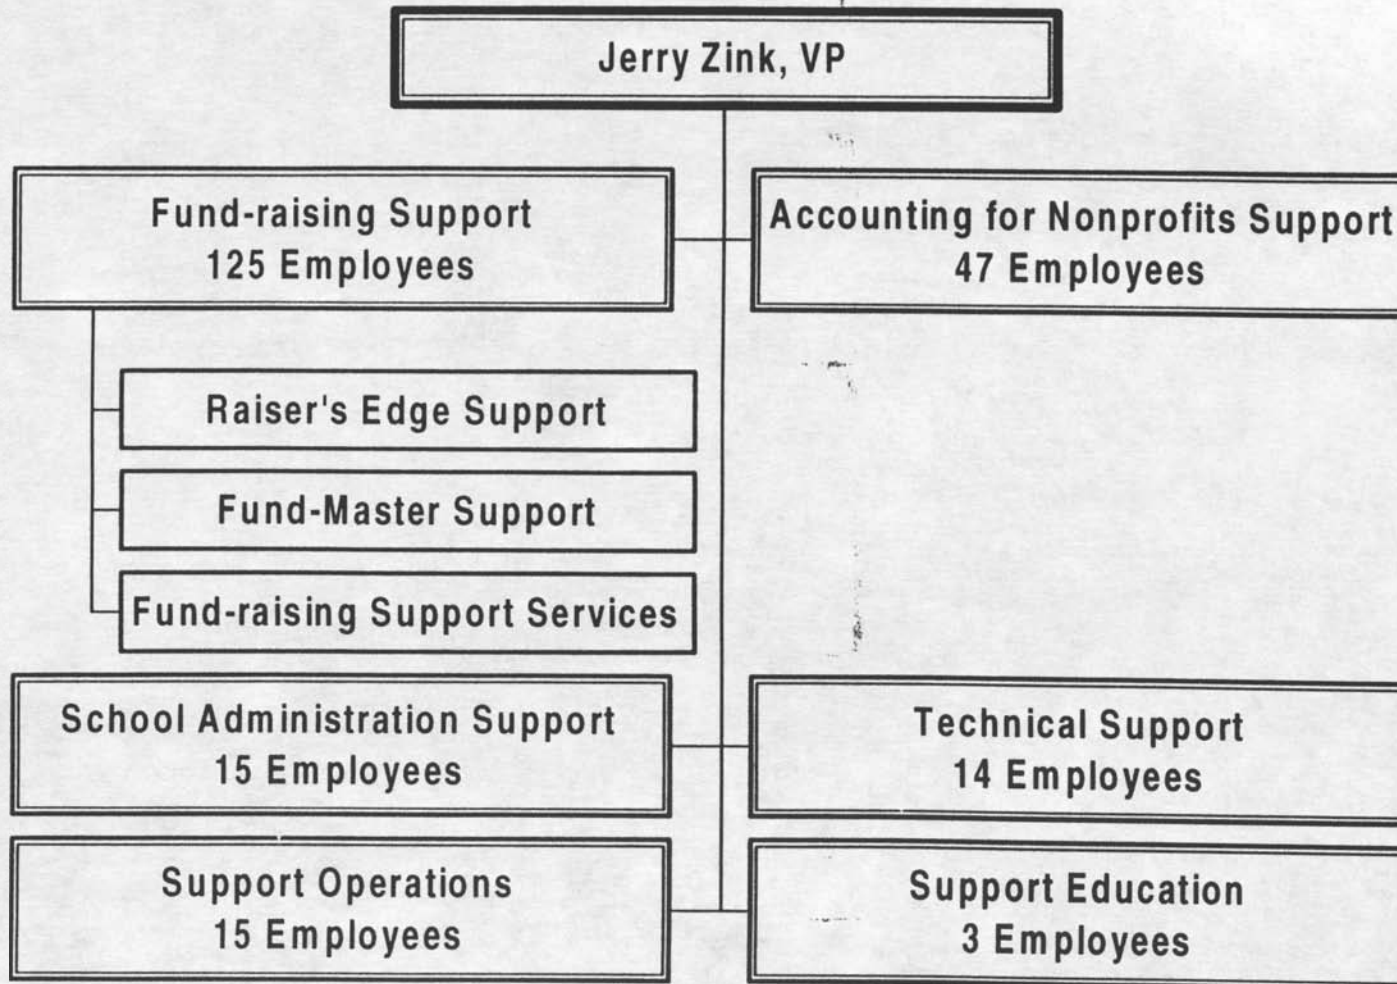 Jerry Zink, VP
Fund-raising Support
125 Employees
Accounting for Nonprofits Support
47 Employees
Raiser's Edge Support
Fund-Master Support
Fund-raising Support Services
School Administration Support
15 Employees
Technical Support
14 Employees
Support Operations
15 Employees
Support Education
3 Employees